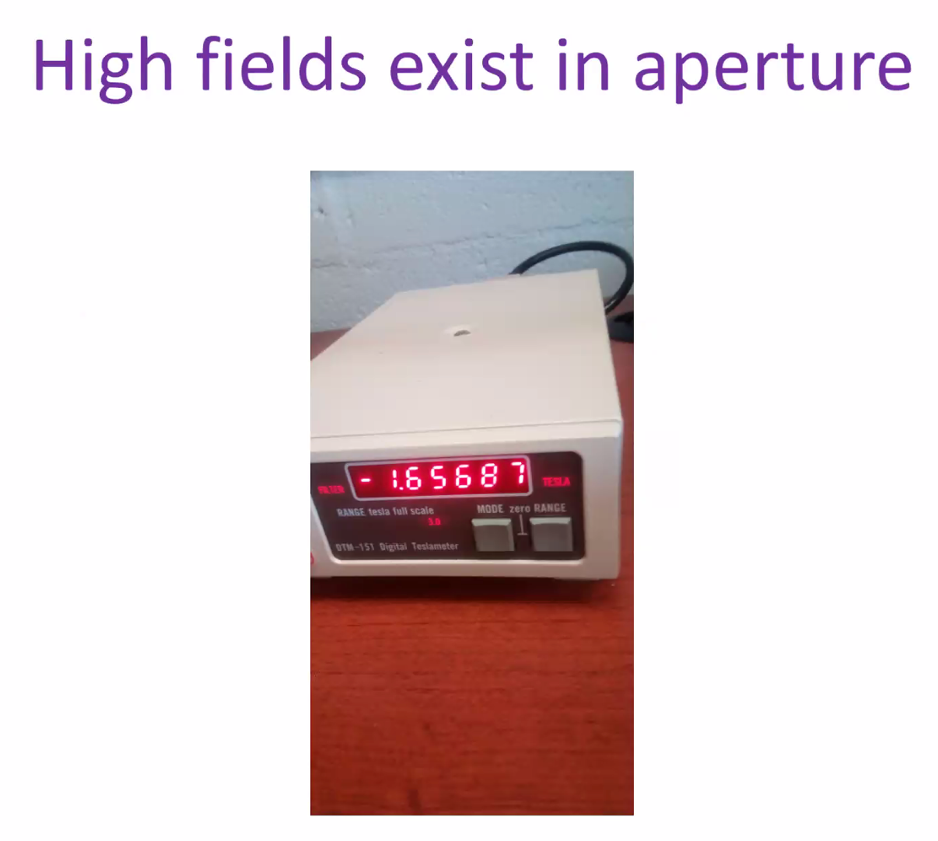 High fields exist in aperture
- 1.65687
FILTER
TESLA
RANGE tesla full scale
MODE zero RANGE
3.0
DTM-151 Digital Teslameter